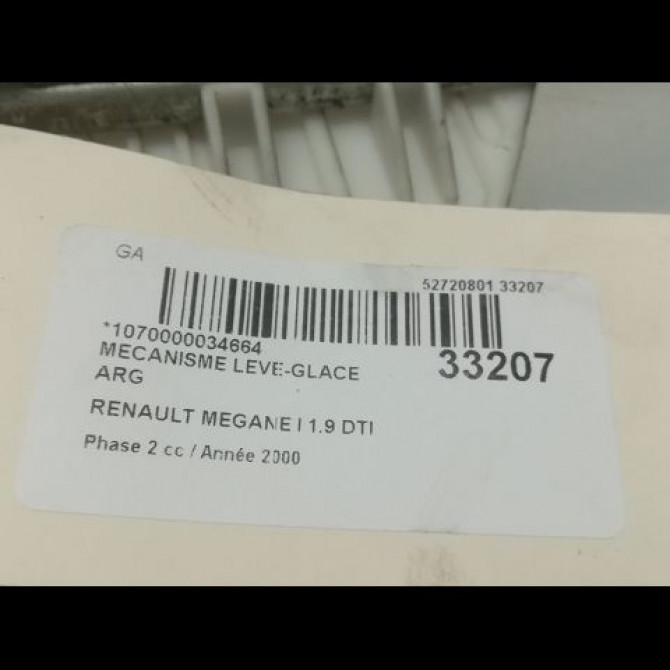 GA
52720801 33207
*1070000034664
33207
MECANISME LEVE-GLACE
ARG
RENAULT MEGANE I 1.9 DTI
Phase 2 cc / Année 2000